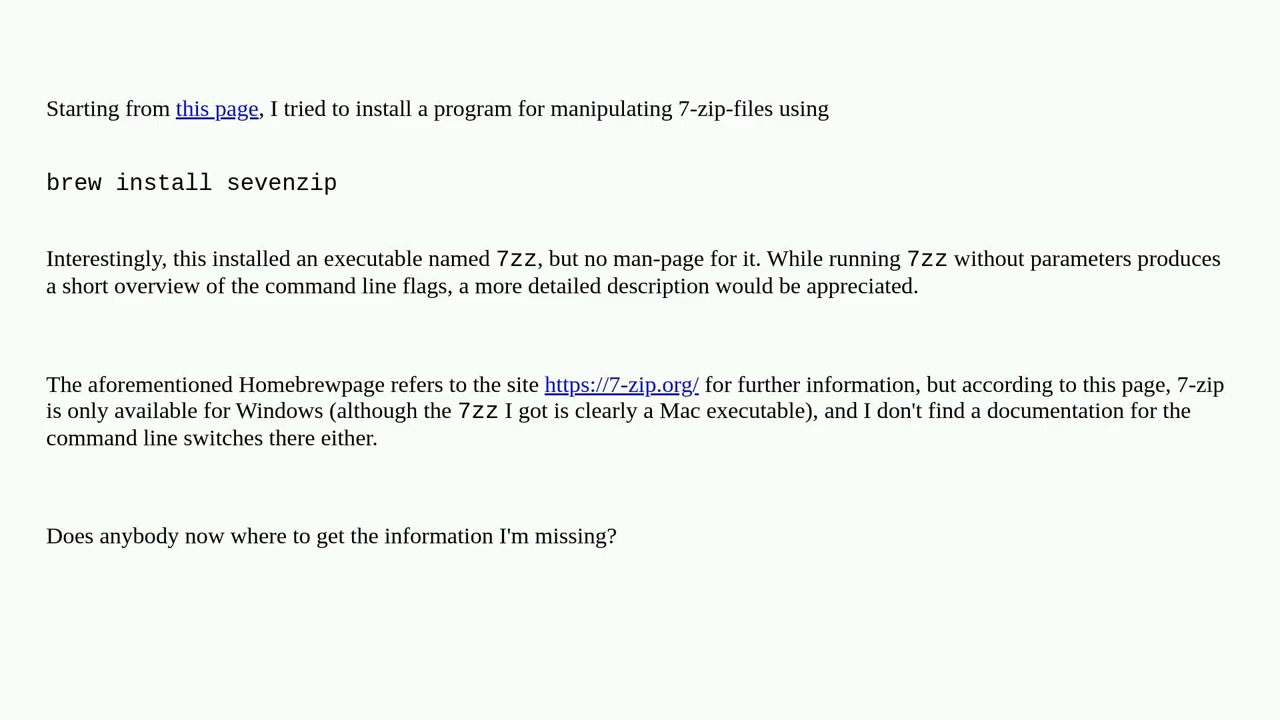 Starting from this page, I tried to install a program for manipulating 7-zip-files using
brew install sevenzip
Interestingly, this installed an executable named 7zz, but no man-page for it. While running 7zz without parameters produces
a short overview of the command line flags, a more detailed description would be appreciated.
The aforementioned Homebrewpage refers to the site https://7-zip.org/ for further information, but according to this page, 7-zip
is only available for Windows (although the 7zz I got is clearly a Mac executable), and I don't find a documentation for the
command line switches there either.
Does anybody now where to get the information I'm missing?